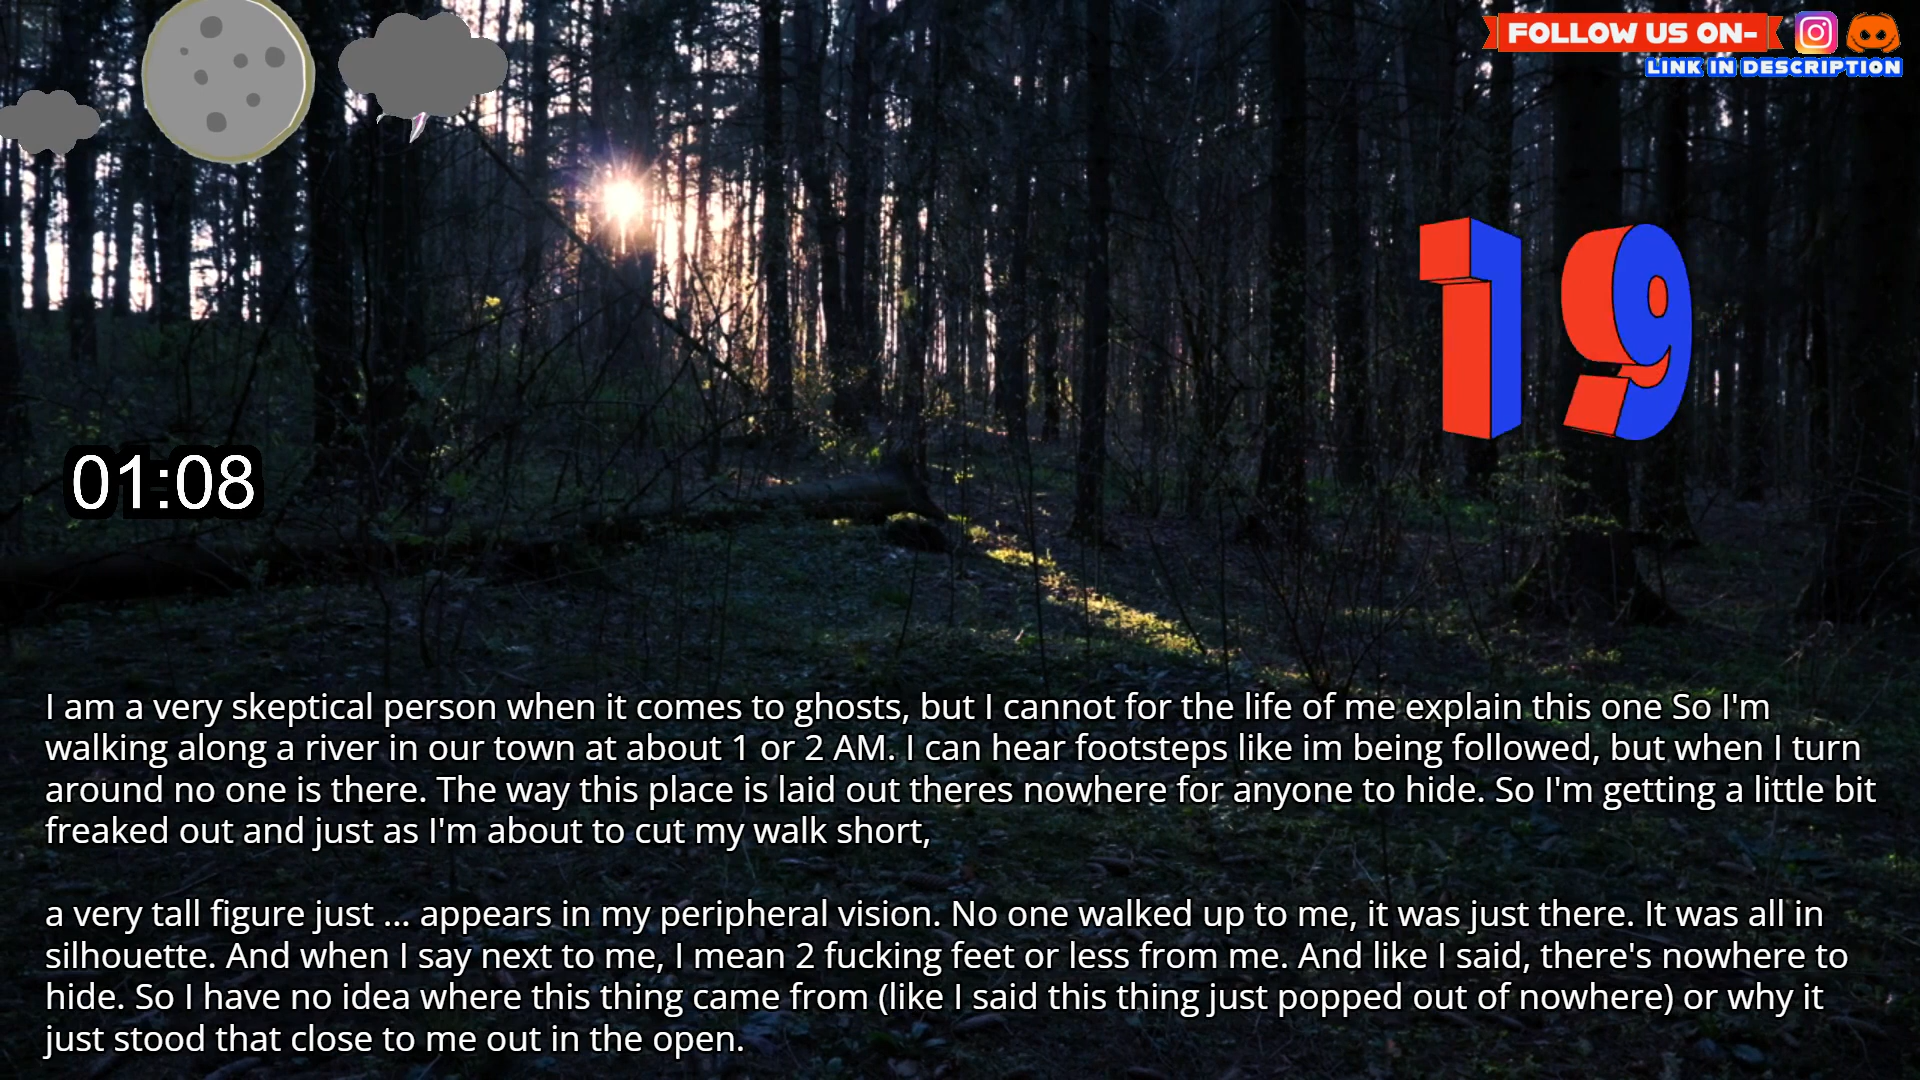 FOLLOW US ON-
LINK IN DESCRIPTION
19
01:08
I am a very skeptical person when it comes to ghosts, but I cannot for the life of me explain this one So I'm
walking along a river in our town at about 1 or 2 AM. I can hear footsteps like im being followed, but when I turn
around no one is there. The way this place is laid out theres nowhere for anyone to hide. So I'm getting a little bit
freaked out and just as I'm about to cut my walk short,
a very tall figure just ... appears in my peripheral vision. No one walked up to me, it was just there. It was all in
silhouette. And when I say next to me, I mean 2 fucking feet or less from me. And like I said, there's nowhere to
hide. So I have no idea where this thing came from (like I said this thing just popped out of nowhere) or why it
just stood that close to me out in the open.